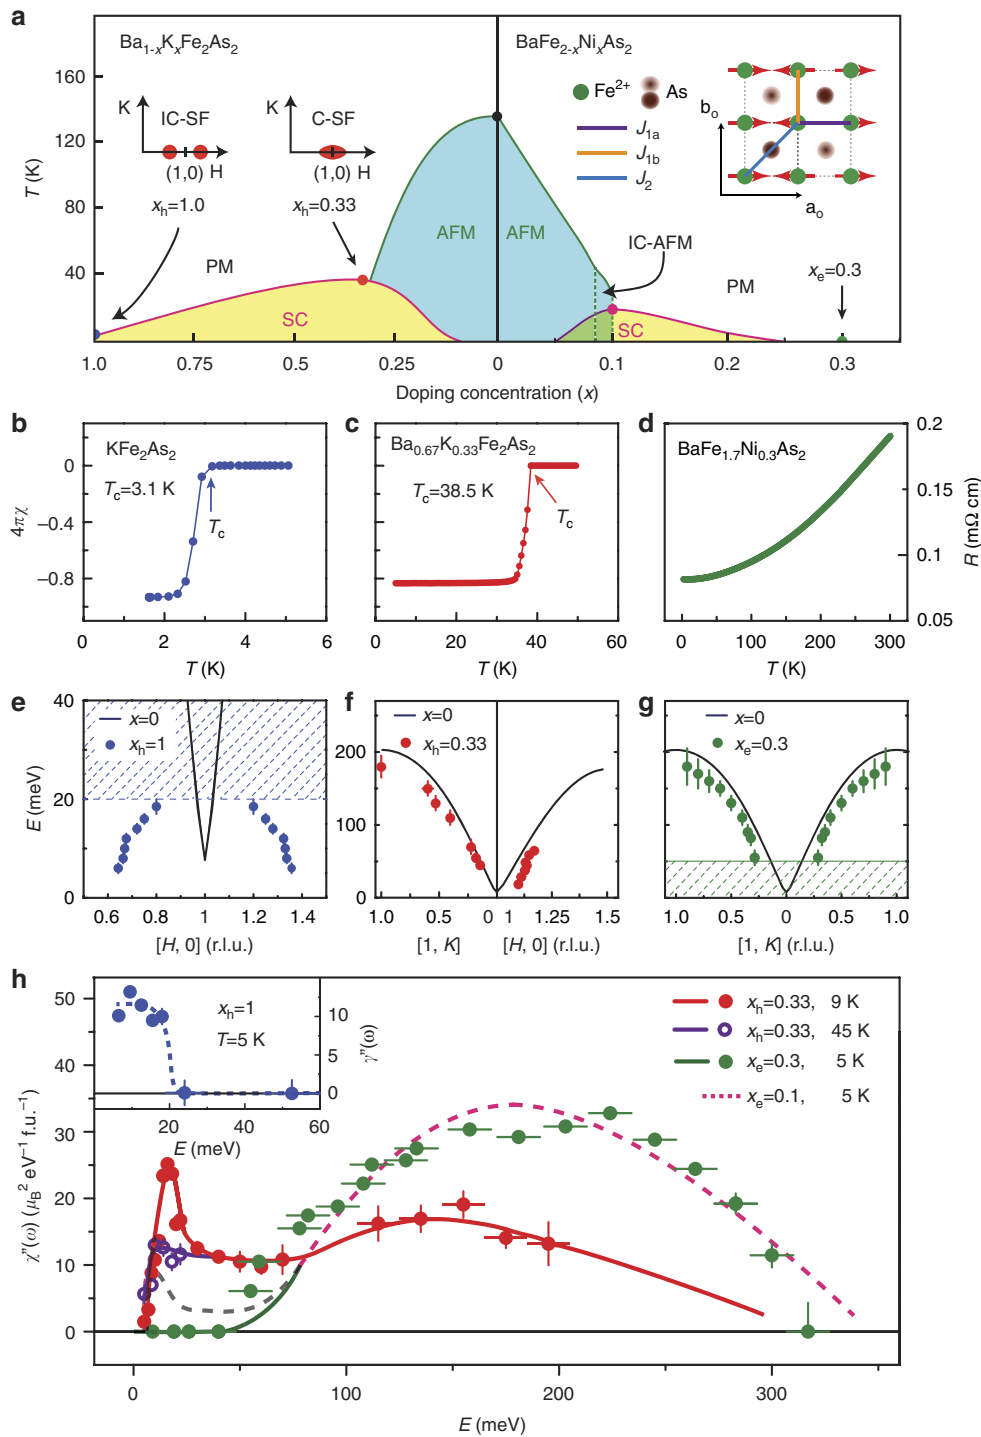 a
Ba1-xKxFe2As2
BaFe2-xNixAs2
160
120
80
40
T (K)
K
IC-SF
(1,0) H
xh=1.0
K
C-SF
(1,0) H
xh=0.33
Fe2+
As
J1a
J1b
J2
bo
ao
AFM
AFM
IC-AFM
PM
PM
SC
SC
xe=0.3
1.0
0.75
0.5
0.25
0
0.1
0.2
0.3
Doping concentration (x)
b
KFe2As2
Tc=3.1 K
Tc
0
−0.4
−0.8
4πχ
0
2
4
6
T (K)
c
Ba0.67K0.33Fe2As2
Tc=38.5 K
Tc
0
20
40
60
T (K)
d
BaFe1.7Ni0.3As2
0.2
0.15
0.1
0.05
R (mΩ cm)
0
100
200
300
T (K)
e
x=0
xh=1
40
20
0
E (meV)
0.6
0.8
1
1.2
1.4
[H, 0] (r.l.u.)
f
x=0
xh=0.33
200
100
0
1.0
0.5
0
1
1.25
1.5
[1, K]
[H, 0] (r.l.u.)
g
x=0
xe=0.3
1.0
0.5
0
0.5
1.0
[1, K] (r.l.u.)
h
50
40
30
20
10
0
χ"(ω) (μB2 eV−1 f.u.−1)
xh=1
T=5 K
10
5
0
χ"(ω)
20
40
60
E (meV)
xh=0.33, 9 K
xh=0.33, 45 K
xe=0.3, 5 K
xe=0.1, 5 K
0
100
200
300
E (meV)